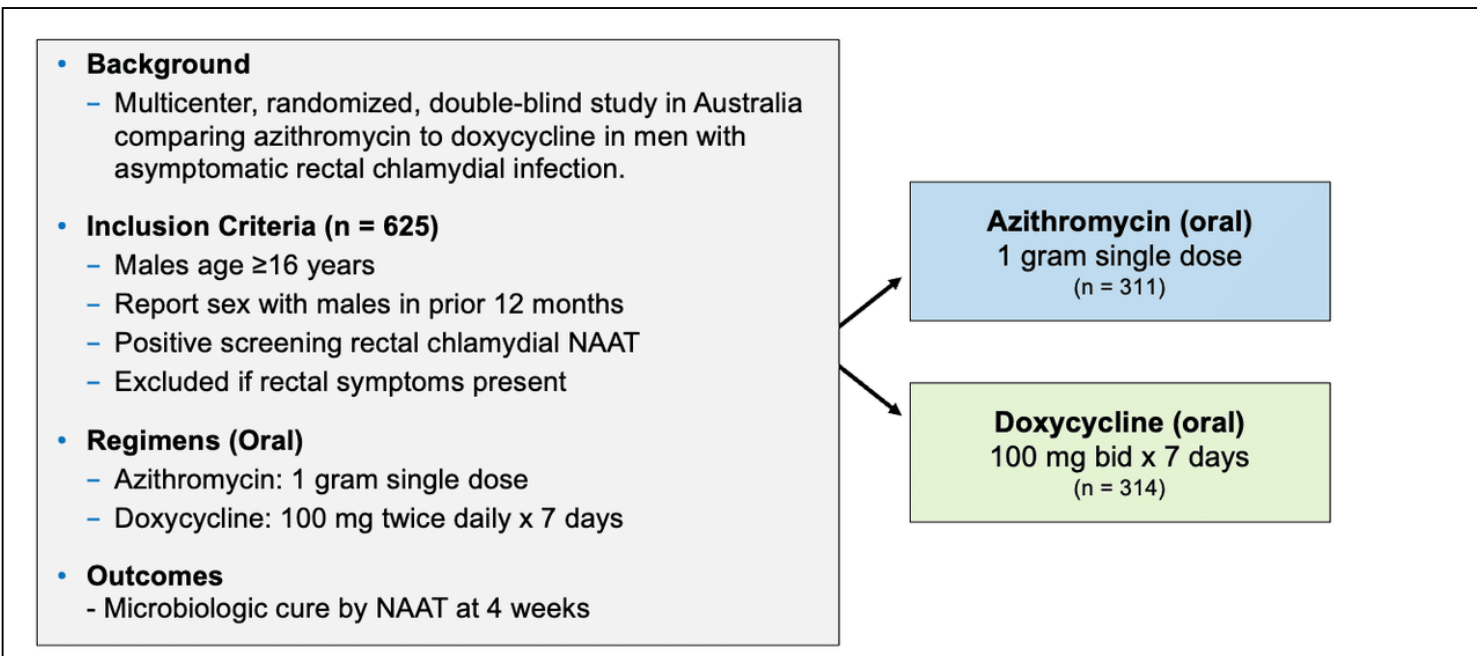 • Background
– Multicenter, randomized, double-blind study in Australia
comparing azithromycin to doxycycline in men with
asymptomatic rectal chlamydial infection.
• Inclusion Criteria (n = 625)
– Males age ≥16 years
– Report sex with males in prior 12 months
– Positive screening rectal chlamydial NAAT
– Excluded if rectal symptoms present
• Regimens (Oral)
– Azithromycin: 1 gram single dose
– Doxycycline: 100 mg twice daily x 7 days
• Outcomes
- Microbiologic cure by NAAT at 4 weeks
Azithromycin (oral)
1 gram single dose
(n = 311)
Doxycycline (oral)
100 mg bid x 7 days
(n = 314)